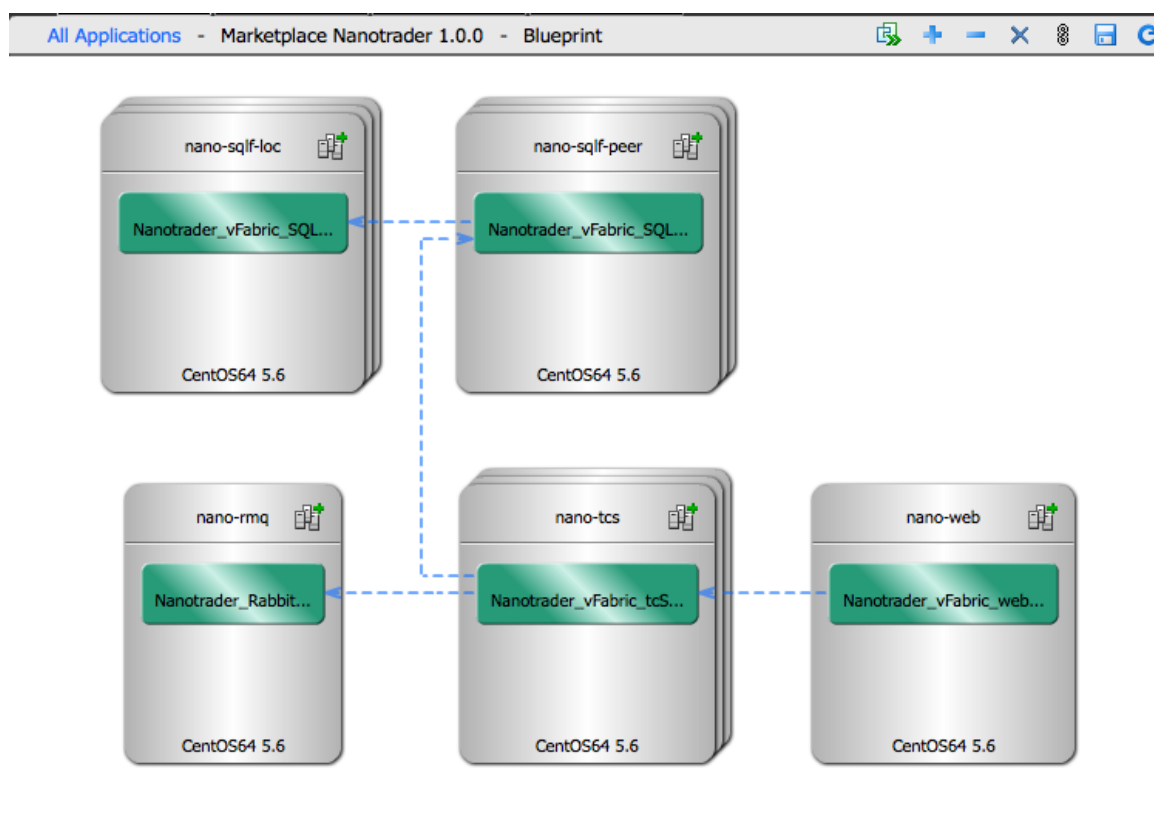 All Applications - Marketplace Nanotrader 1.0.0 - Blueprint
nano-sqlf-loc
Nanotrader_vFabric_SQL...
CentOS64 5.6
nano-sqlf-peer
Nanotrader_vFabric_SQL...
CentOS64 5.6
nano-rmq
Nanotrader_Rabbit...
CentOS64 5.6
nano-tcs
Nanotrader_vFabric_tcS...
CentOS64 5.6
nano-web
Nanotrader_vFabric_web...
CentOS64 5.6